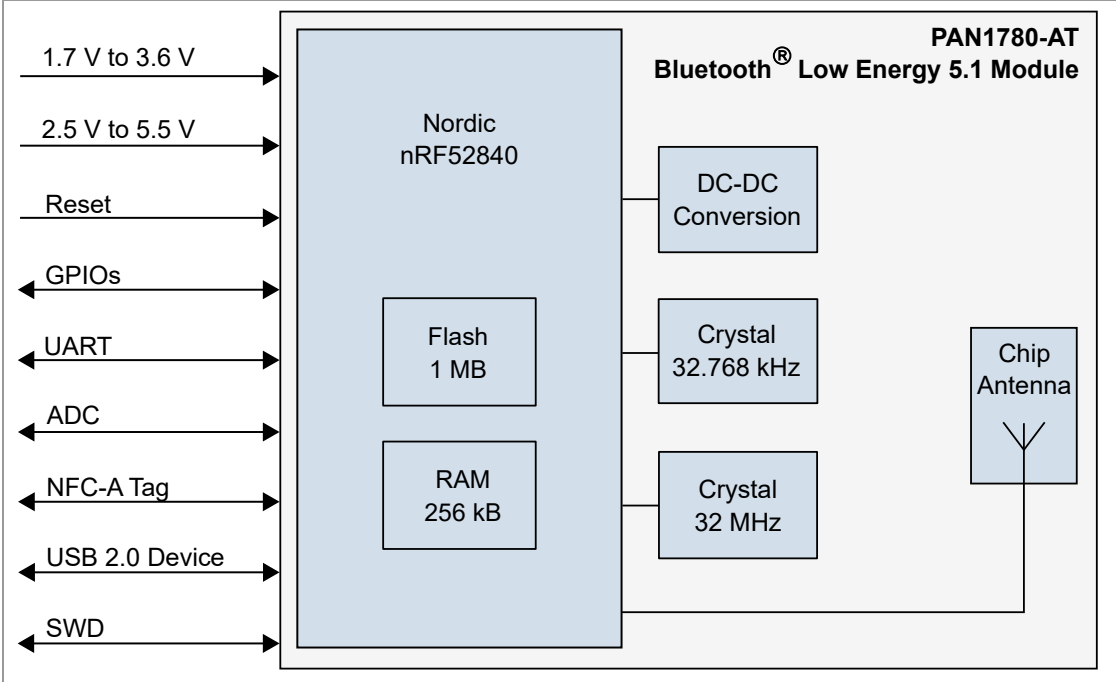 PAN1780-AT
Bluetooth® Low Energy 5.1 Module
1.7 V to 3.6 V
2.5 V to 5.5 V
Reset
GPIOs
UART
ADC
NFC-A Tag
USB 2.0 Device
SWD
Nordic
nRF52840
Flash
1 MB
RAM
256 kB
DC-DC
Conversion
Crystal
32.768 kHz
Crystal
32 MHz
Chip
Antenna